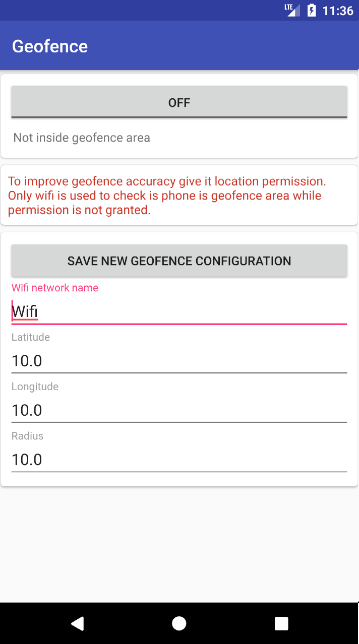 LTE 11:36
Geofence
OFF
Not inside geofence area
To improve geofence accuracy give it location permission.
Only wifi is used to check is phone is geofence area while
permission is not granted.
SAVE NEW GEOFENCE CONFIGURATION
Wifi network name
Wifi
Latitude
10.0
Longitude
10.0
Radius
10.0